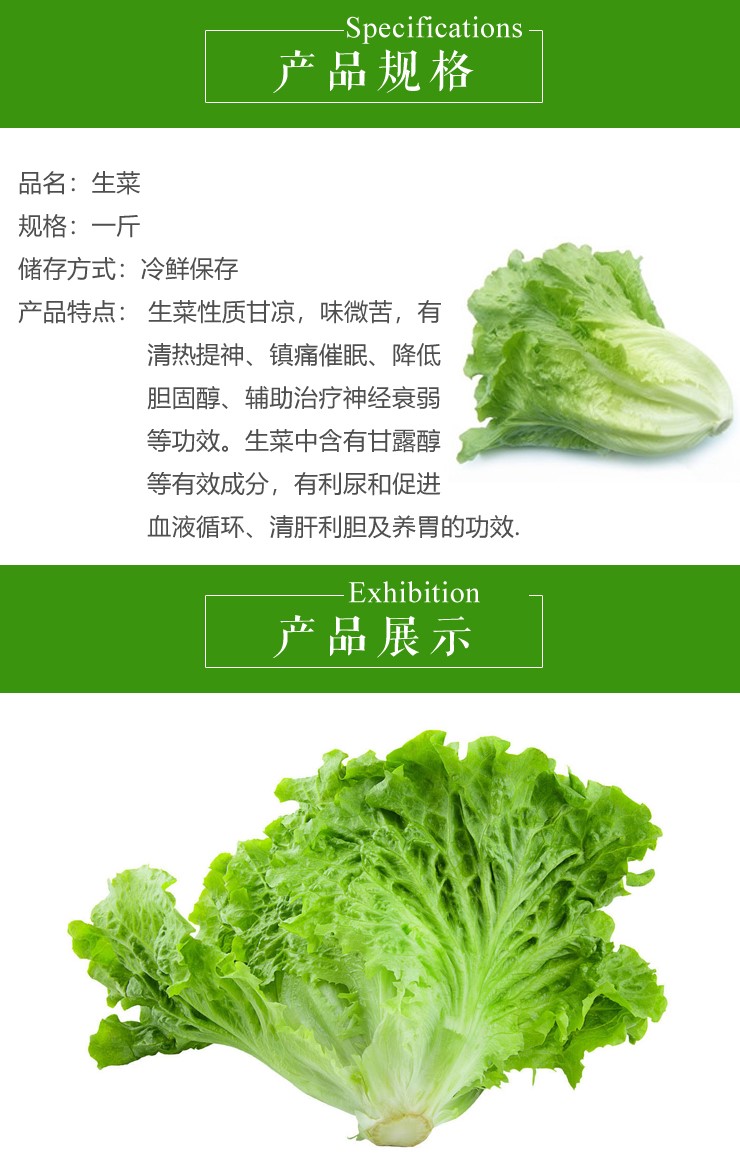 Specifications
产品规格
品名：生菜
规格：一斤
储存方式：冷鲜保存
产品特点： 生菜性质甘凉，味微苦，有
清热提神、镇痛催眠、降低
胆固醇、辅助治疗神经衰弱
等功效。生菜中含有甘露醇
等有效成分，有利尿和促进
血液循环、清肝利胆及养胃的功效.
Exhibition
产品展示